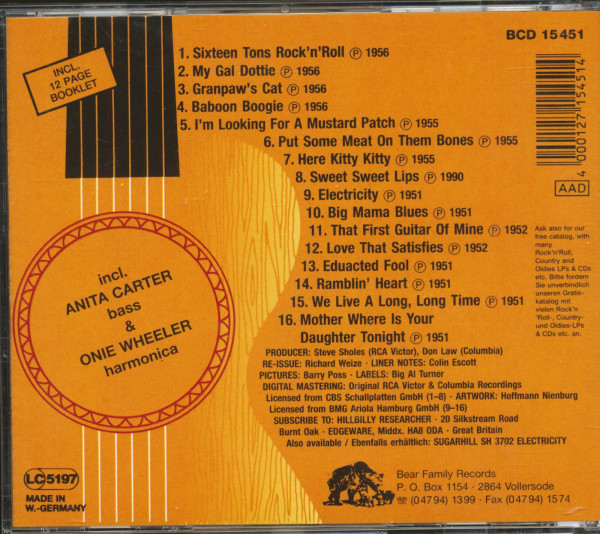 BCD 15451
INCL.
12 PAGE
BOOKLET
1. Sixteen Tons Rock'n'Roll Ⓟ 1956
2. My Gal Dottie Ⓟ 1956
3. Granpaw's Cat Ⓟ 1956
4. Baboon Boogie Ⓟ 1956
5. I'm Looking For A Mustard Patch Ⓟ 1955
6. Put Some Meat On Them Bones Ⓟ 1955
7. Here Kitty Kitty Ⓟ 1955
8. Sweet Sweet Lips Ⓟ 1990
9. Electricity Ⓟ 1951
10. Big Mama Blues Ⓟ 1951
11. That First Guitar Of Mine Ⓟ 1952
12. Love That Satisfies Ⓟ 1952
13. Eduacted Fool Ⓟ 1951
14. Ramblin' Heart Ⓟ 1951
15. We Live A Long, Long Time Ⓟ 1951
16. Mother Where Is Your
Daughter Tonight Ⓟ 1951
4 000127 154514
AAD
Ask also for our
free catalog, with
many
Rock'n'Roll,
Country and
Oldies LPs & CDs
etc. Bitte fordern
Sie unverbindlich
unseren Gratis-
katalog mit
vielen Rock'n
'Roll-, Country-
und Oldies-LPs
& CDs etc. an.
incl.
ANITA CARTER
bass
&
ONIE WHEELER
harmonica
PRODUCER: Steve Sholes (RCA Victor), Don Law (Columbia)
RE-ISSUE: Richard Weize · LINER NOTES: Colin Escott
PICTURES: Barry Poss · LABELS: Big Al Turner
DIGITAL MASTERING: Original RCA Victor & Columbia Recordings
Licensed from CBS Schallplatten GmbH (1–8) · ARTWORK: Hoffmann Nienburg
Licensed from BMG Ariola Hamburg GmbH (9–16)
SUBSCRIBE TO: HILLBILLY RESEARCHER · 20 Silkstream Road
Burnt Oak · EDGEWARE, Middx. HA8 ODA · Great Britain
Also available / Ebenfalls erhältlich: SUGARHILL SH 3702 ELECTRICITY
LC 5197
MADE IN
W.-GERMANY
Bear Family Records
P. O. Box 1154 · 2864 Vollersode
☏ (04794) 1399 · Fax (04794) 1574